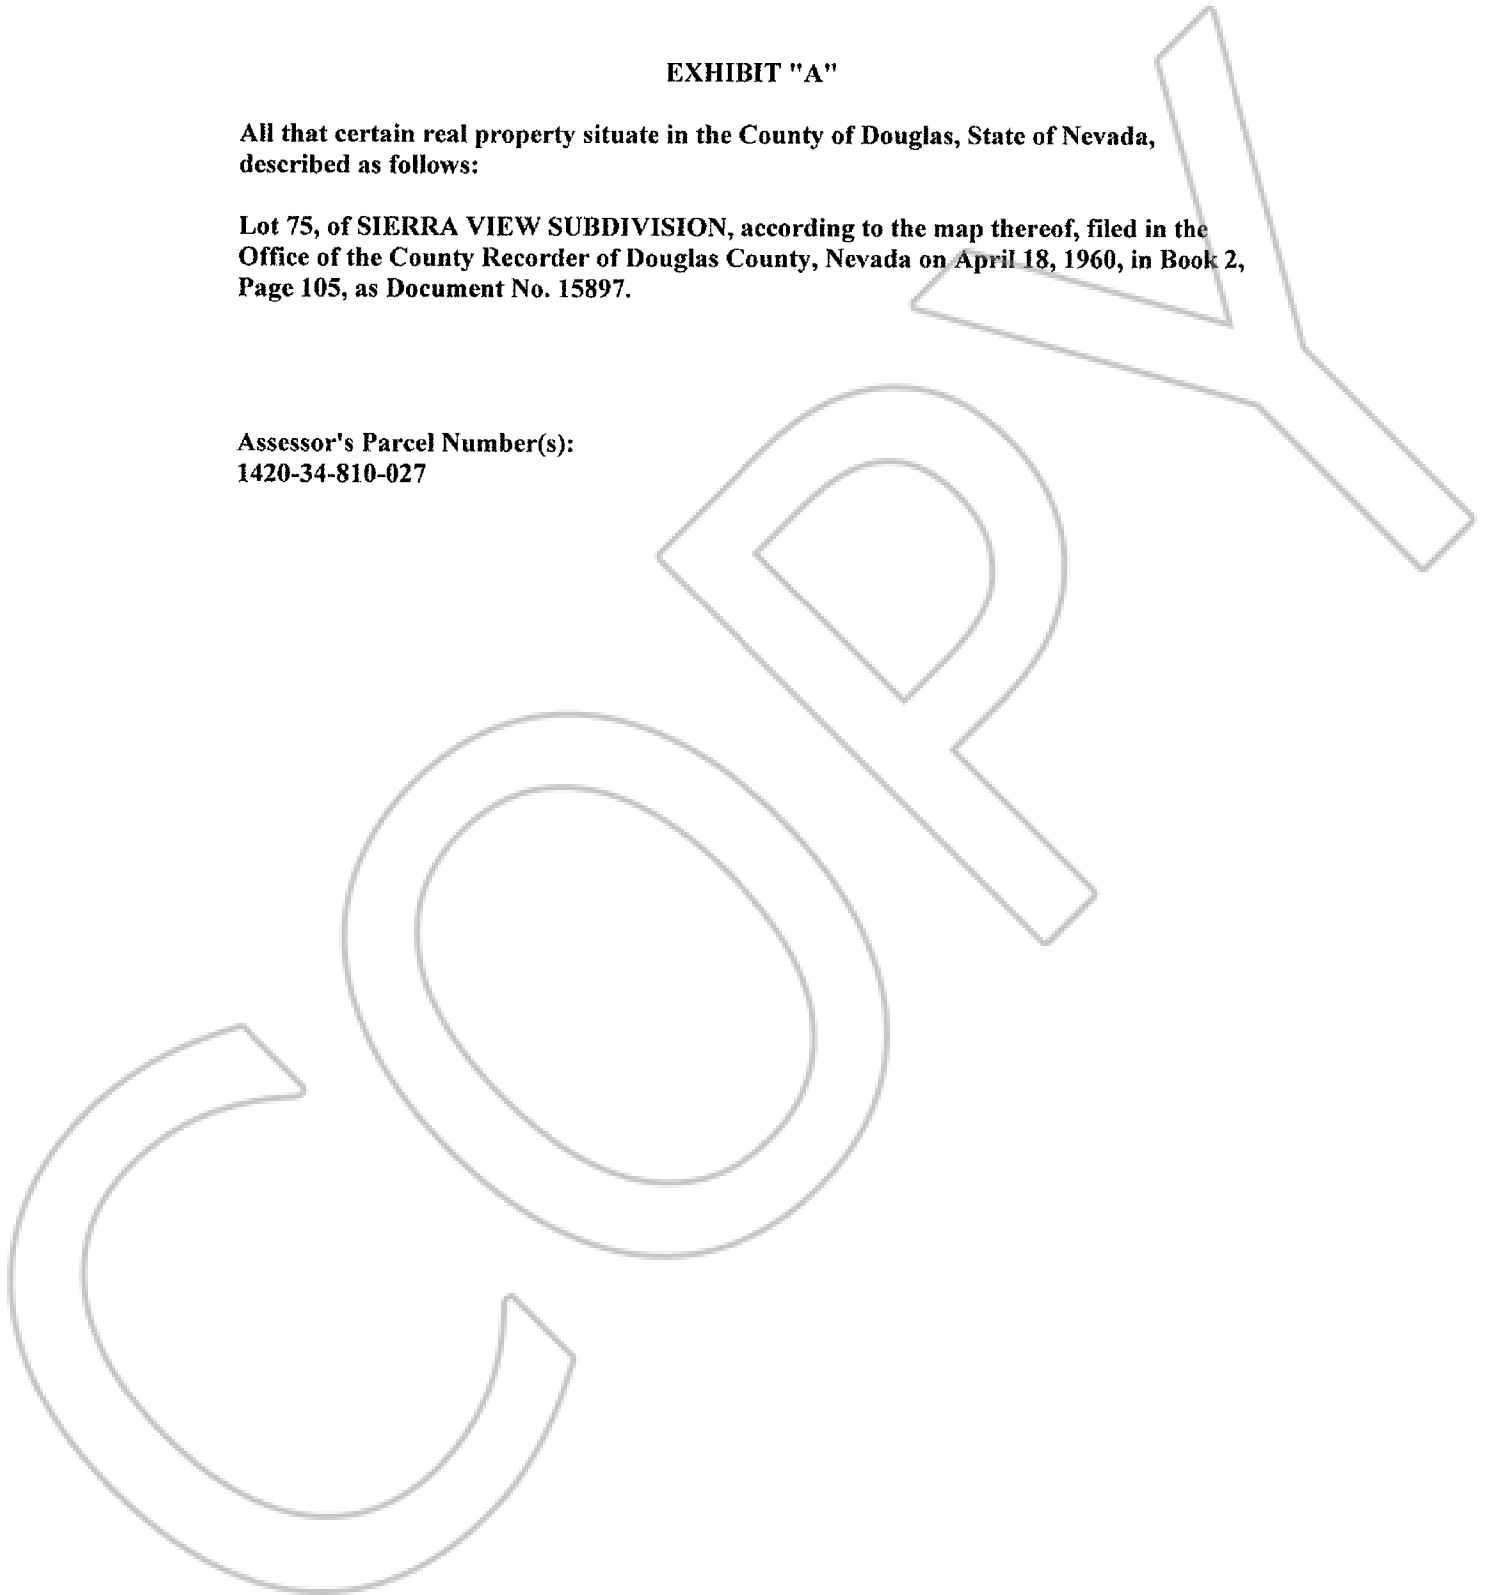 EXHIBIT "A"
All that certain real property situate in the County of Douglas, State of Nevada,
described as follows:
Lot 75, of SIERRA VIEW SUBDIVISION, according to the map thereof, filed in the
Office of the County Recorder of Douglas County, Nevada on April 18, 1960, in Book 2,
Page 105, as Document No. 15897.
Assessor's Parcel Number(s):
1420-34-810-027
COPY